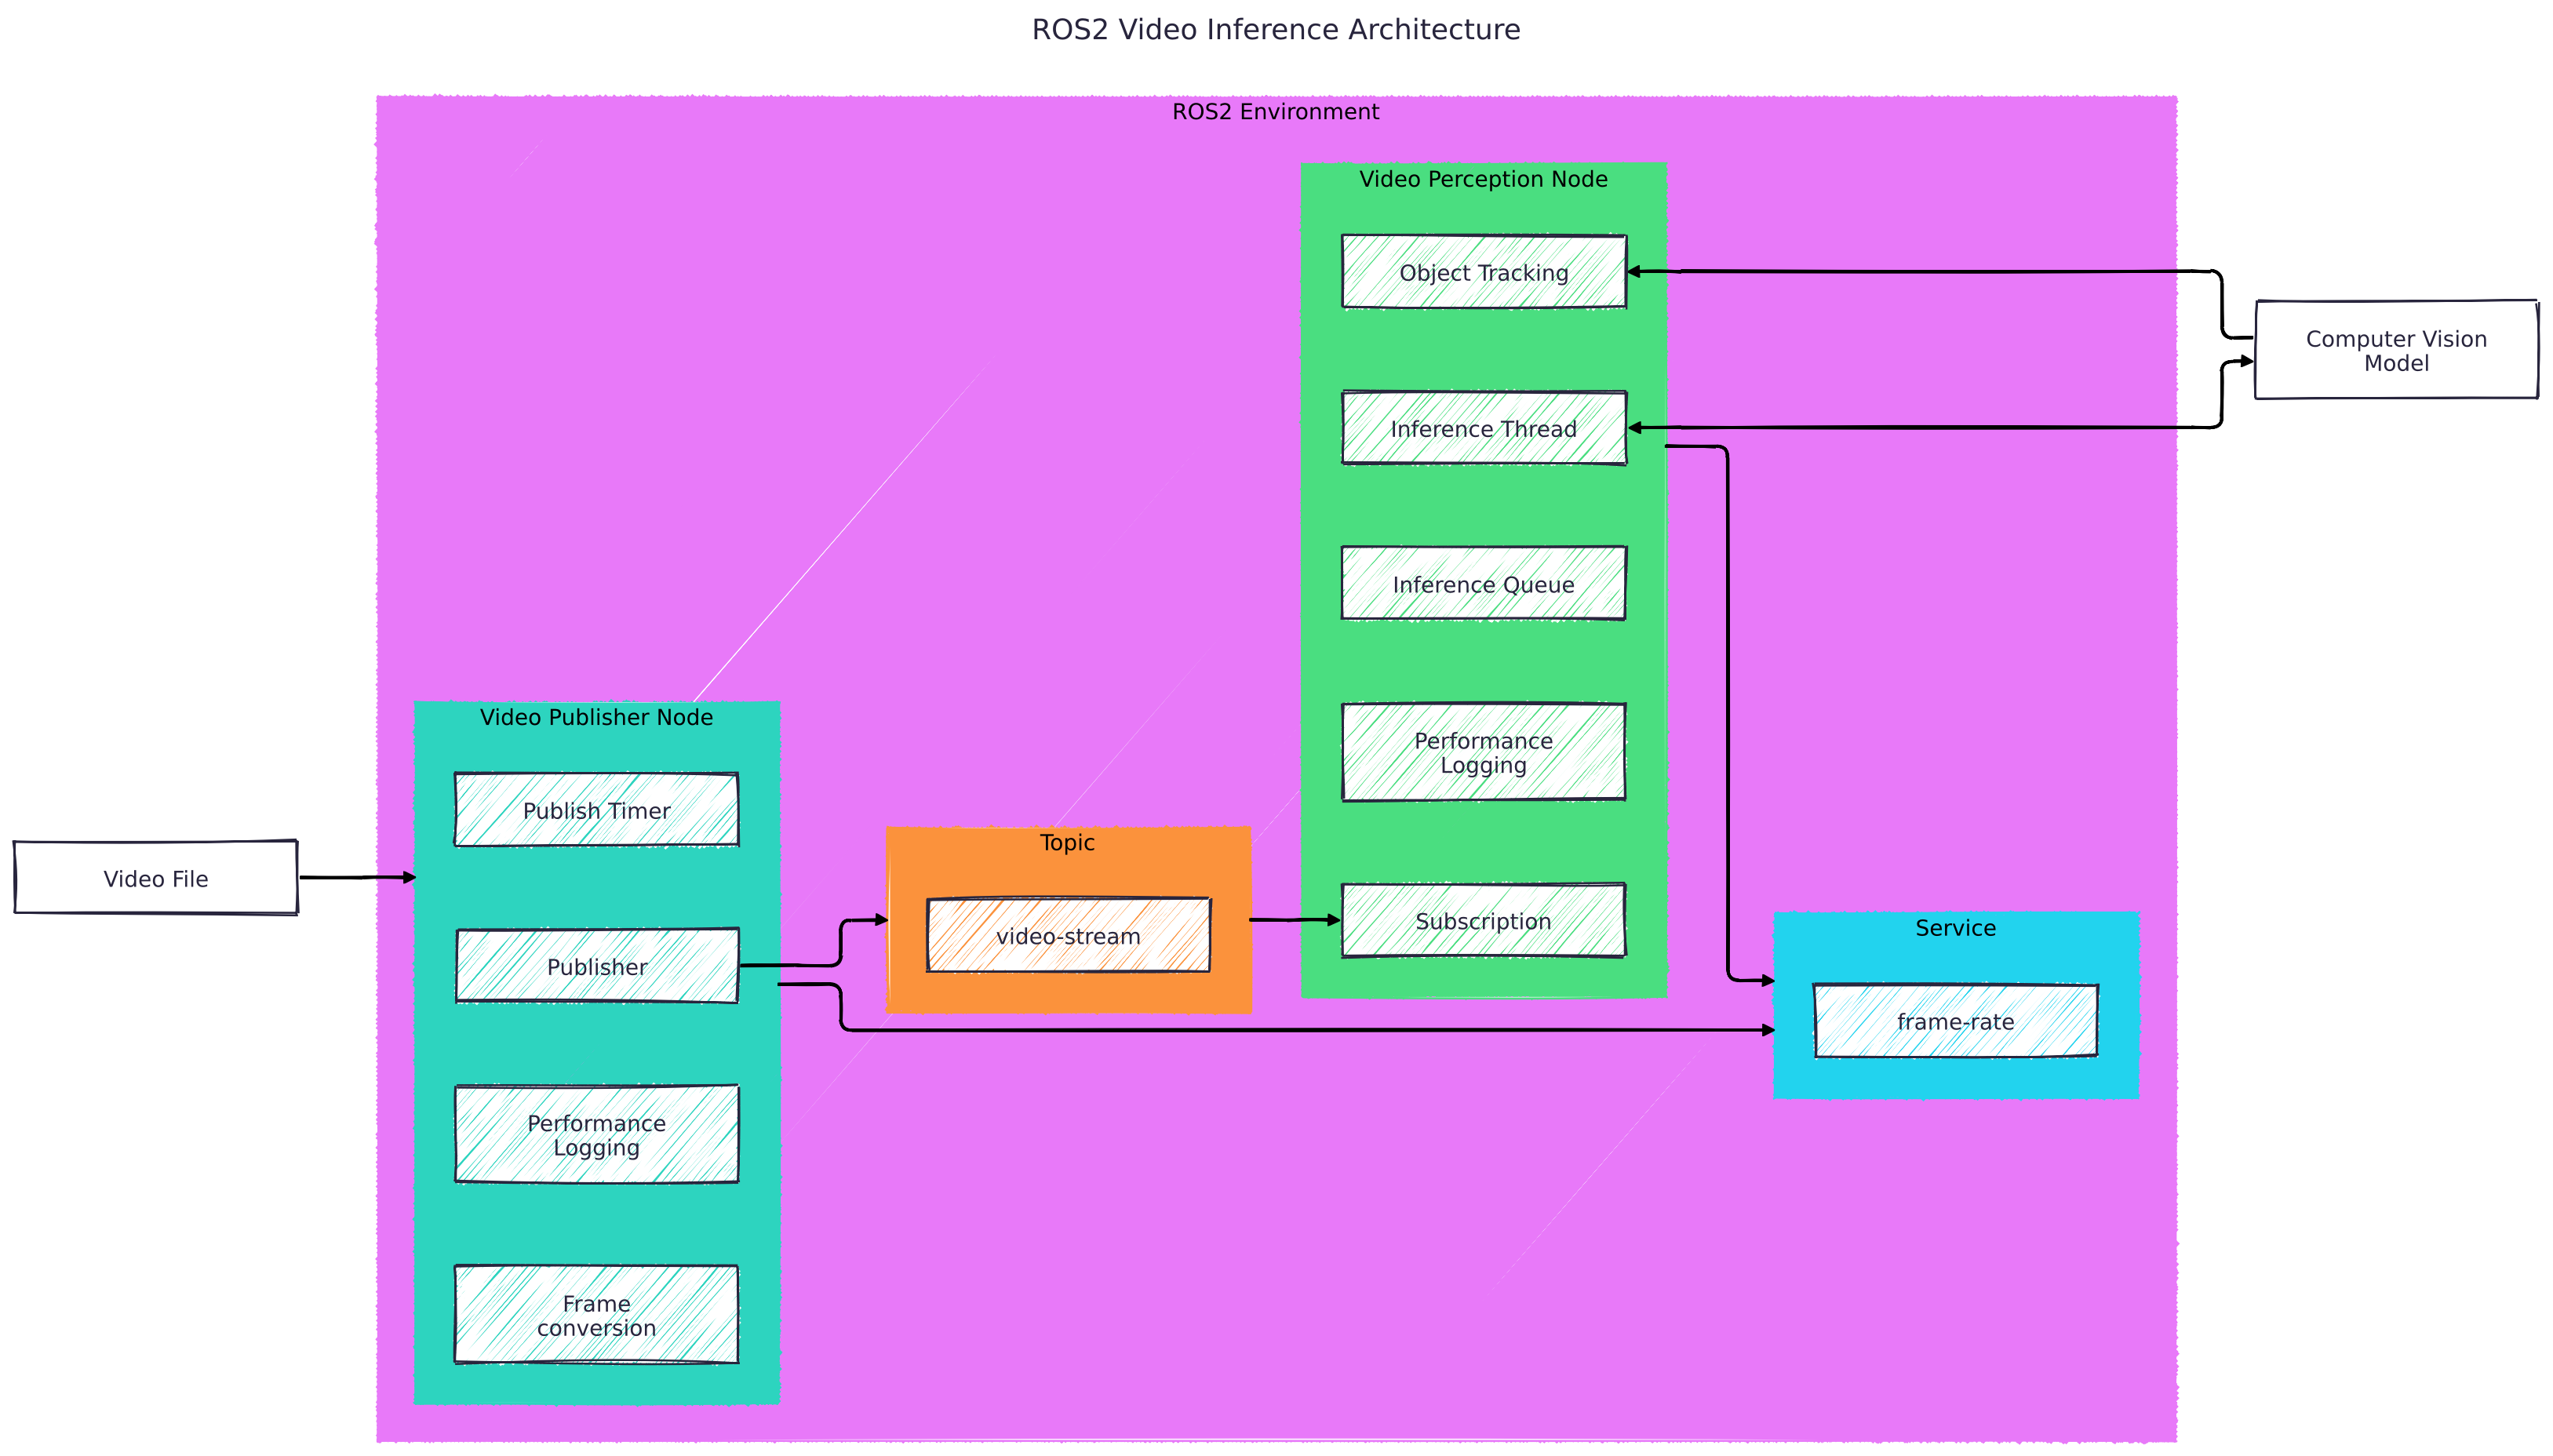 ROS2 Video Inference Architecture
ROS2 Environment
Video Perception Node
Object Tracking
Inference Thread
Inference Queue
Performance
Logging
Subscription
Computer Vision
Model
Video Publisher Node
Publish Timer
Publisher
Performance
Logging
Frame
conversion
Video File
Topic
video-stream
Service
frame-rate